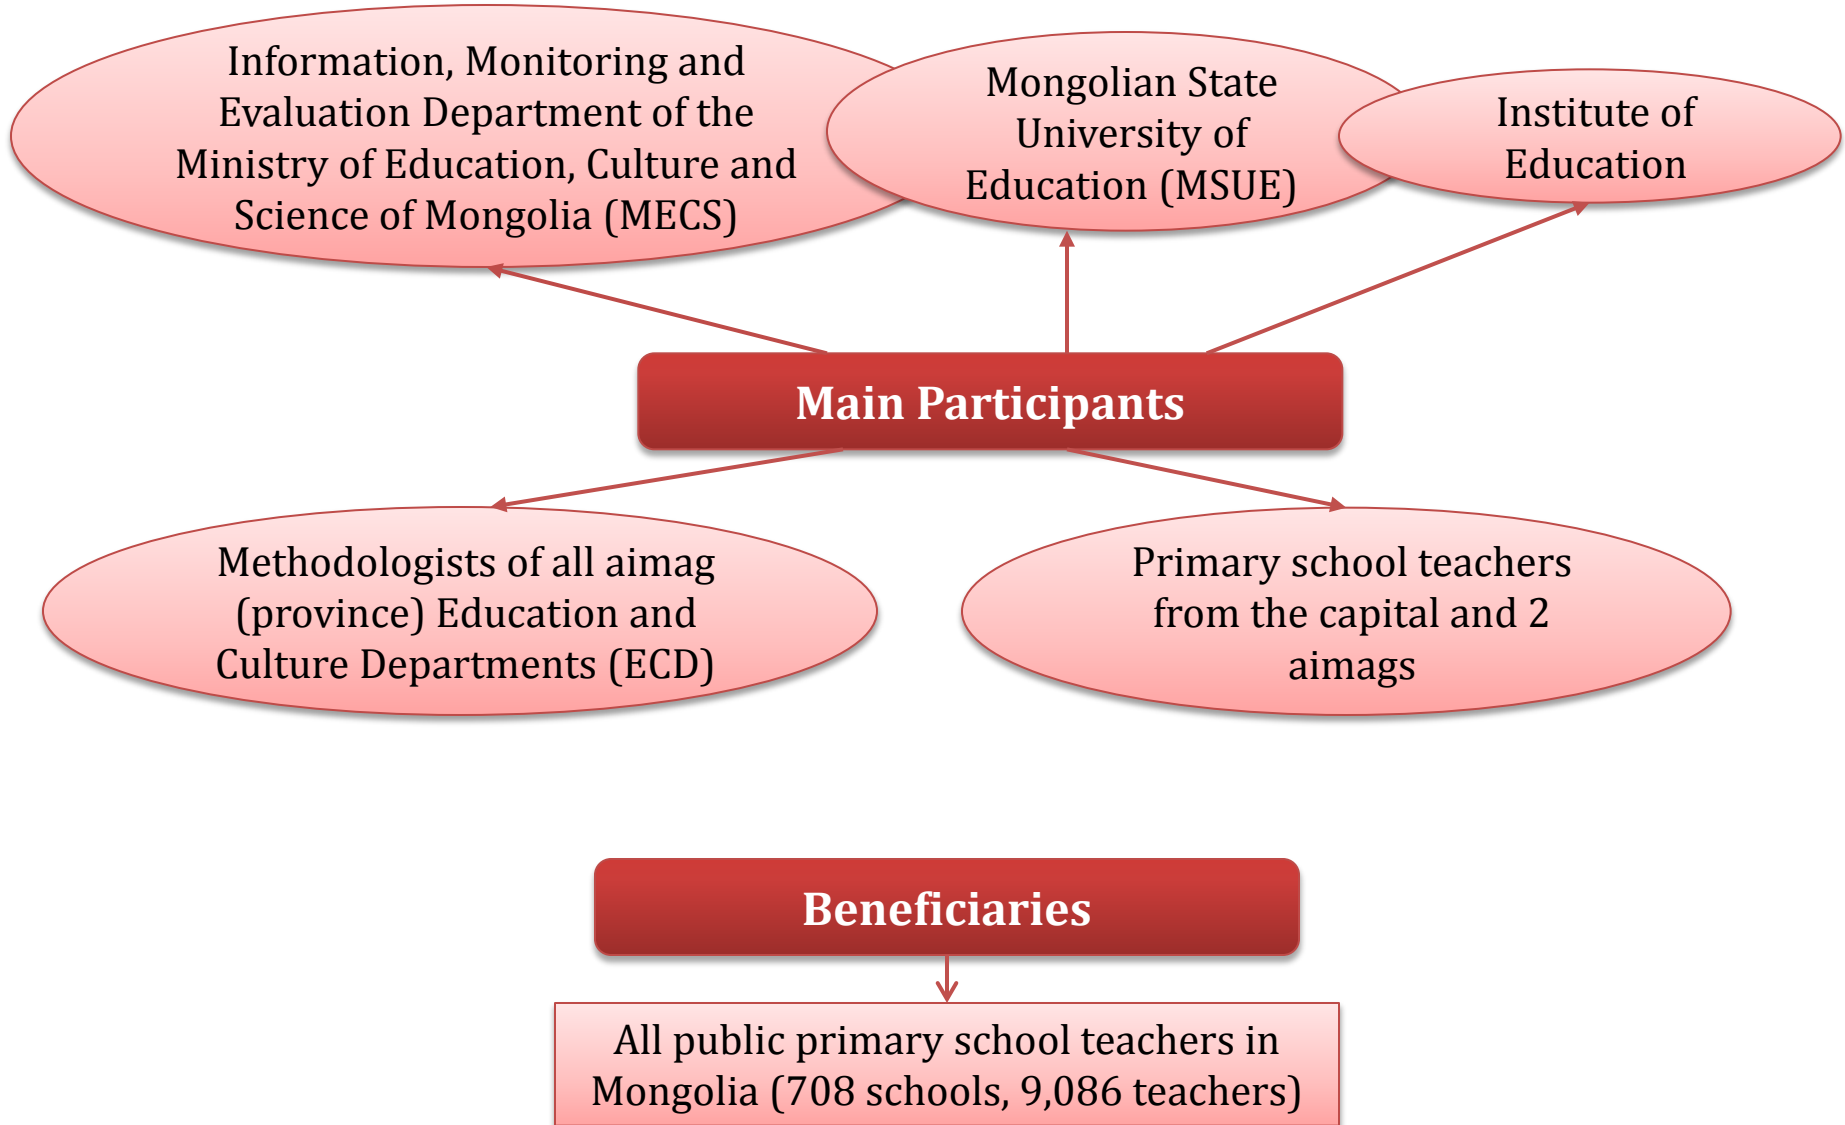 Information, Monitoring and
Evaluation Department of the
Ministry of Education, Culture and
Science of Mongolia (MECS)
Mongolian State
University of
Education (MSUE)
Institute of
Education
Main Participants
Methodologists of all aimag
(province) Education and
Culture Departments (ECD)
Primary school teachers
from the capital and 2
aimags
Beneficiaries
All public primary school teachers in
Mongolia (708 schools, 9,086 teachers)